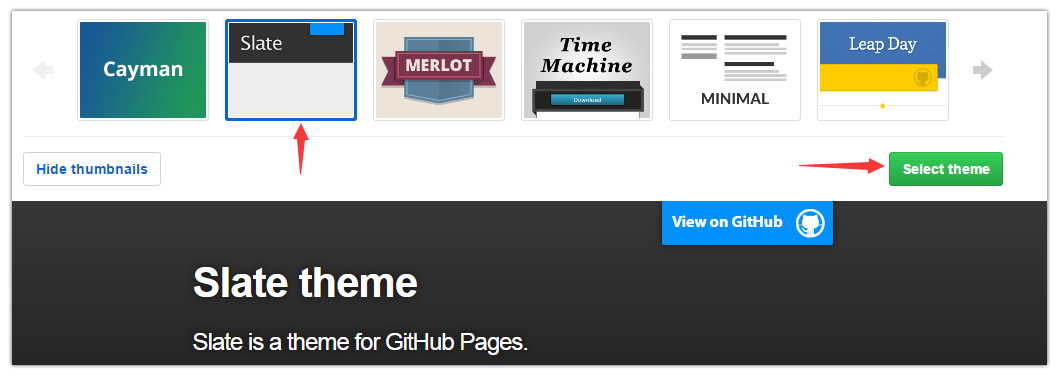 Cayman
Slate
MERLOT
Time
Machine
Download
MINIMAL
Leap Day
Hide thumbnails
Select theme
View on GitHub
Slate theme
Slate is a theme for GitHub Pages.